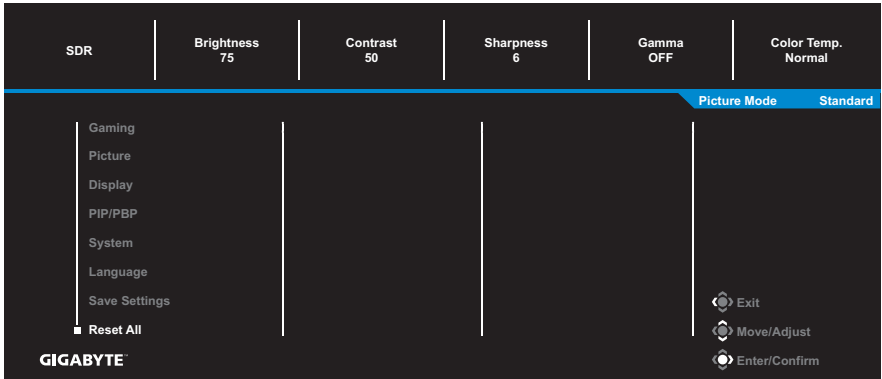 SDR
Brightness
75
Contrast
50
Sharpness
6
Gamma
OFF
Color Temp.
Normal
Picture Mode Standard
Gaming
Picture
Display
PIP/PBP
System
Language
Save Settings
Reset All
Exit
Move/Adjust
Enter/Confirm
GIGABYTE™